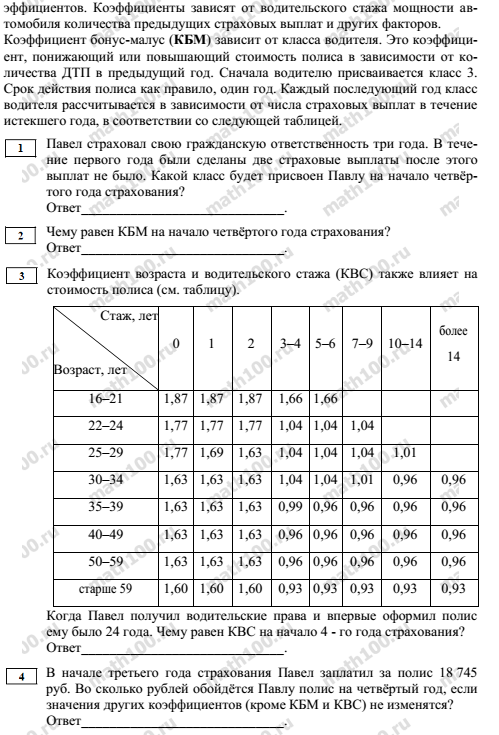 эффициентов. Коэффициенты зависят от водительского стажа мощности ав-
томобиля количества предыдущих страховых выплат и других факторов.
Коэффициент бонус-малус (КБМ) зависит от класса водителя. Это коэффици-
ент, понижающий или повышающий стоимость полиса в зависимости от ко-
личества ДТП в предыдущий год. Сначала водителю присваивается класс 3.
Срок действия полиса как правило, один год. Каждый последующий год класс
водителя рассчитывается в зависимости от числа страховых выплат в течение
истекшего года, в соответствии со следующей таблицей.
1 Павел страховал свою гражданскую ответственность три года. В тече-
ние первого года были сделаны две страховые выплаты после этого
выплат не было. Какой класс будет присвоен Павлу на начало четвёр-
того года страхования?
Ответ____________________________.
2 Чему равен КБМ на начало четвёртого года страхования?
Ответ____________________________.
3 Коэффициент возраста и водительского стажа (КВС) также влияет на
стоимость полиса (см. таблицу).
Стаж, лет
Возраст, лет
0 1 2 3–4 5–6 7–9 10–14 более 14
16–21 1,87 1,87 1,87 1,66 1,66
22–24 1,77 1,77 1,77 1,04 1,04 1,04
25–29 1,77 1,69 1,63 1,04 1,04 1,04 1,01
30–34 1,63 1,63 1,63 1,04 1,04 1,01 0,96 0,96
35–39 1,63 1,63 1,63 0,99 0,96 0,96 0,96 0,96
40–49 1,63 1,63 1,63 0,96 0,96 0,96 0,96 0,96
50–59 1,63 1,63 1,63 0,96 0,96 0,96 0,96 0,96
старше 59 1,60 1,60 1,60 0,93 0,93 0,93 0,93 0,93
Когда Павел получил водительские права и впервые оформил полис
ему было 24 года. Чему равен КВС на начало 4 - го года страхования?
Ответ____________________________.
4 В начале третьего года страхования Павел заплатил за полис 18 745
руб. Во сколько рублей обойдётся Павлу полис на четвёртый год, если
значения других коэффициентов (кроме КБМ и КВС) не изменятся?
Ответ____________________________.
math100.ru